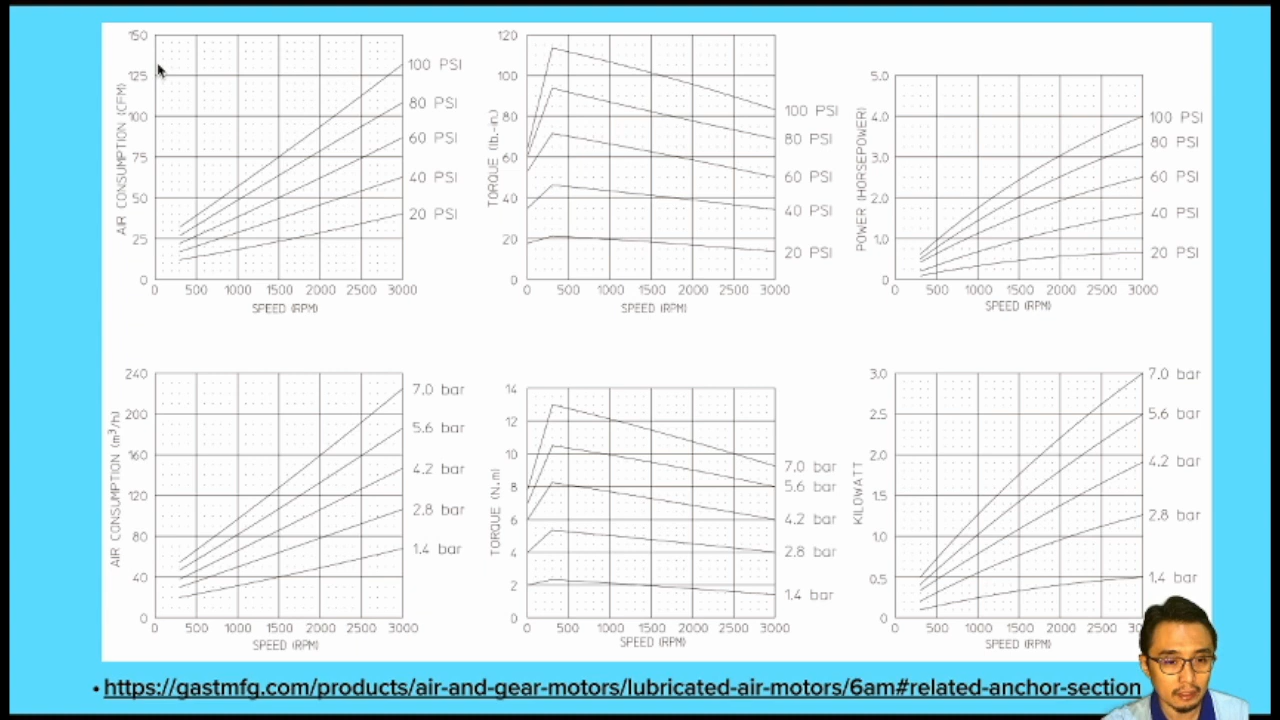 AIR CONSUMPTION (CFM)
150
125
100
75
50
25
0
0 500 1000 1500 2000 2500 3000
SPEED (RPM)
100 PSI
80 PSI
60 PSI
40 PSI
20 PSI
TORQUE (lb.-in.)
120
100
80
60
40
20
0
0 500 1000 1500 2000 2500 3000
SPEED (RPM)
100 PSI
80 PSI
60 PSI
40 PSI
20 PSI
POWER (HORSEPOWER)
5.0
4.0
3.0
2.0
1.0
0
0 500 1000 1500 2000 2500 3000
SPEED (RPM)
100 PSI
80 PSI
60 PSI
40 PSI
20 PSI
AIR CONSUMPTION (m³/h)
240
200
160
120
80
40
0
0 500 1000 1500 2000 2500 3000
SPEED (RPM)
7.0 bar
5.6 bar
4.2 bar
2.8 bar
1.4 bar
TORQUE (N.m)
14
12
10
8
6
4
2
0
0 500 1000 1500 2000 2500 3000
SPEED (RPM)
7.0 bar
5.6 bar
4.2 bar
2.8 bar
1.4 bar
KILOWATT
3.0
2.5
2.0
1.5
1.0
0.5
0
0 500 1000 1500 2000 2500
SPEED (RPM)
7.0 bar
5.6 bar
4.2 bar
2.8 bar
1.4 bar
• https://gastmfg.com/products/air-and-gear-motors/lubricated-air-motors/6am#related-anchor-section